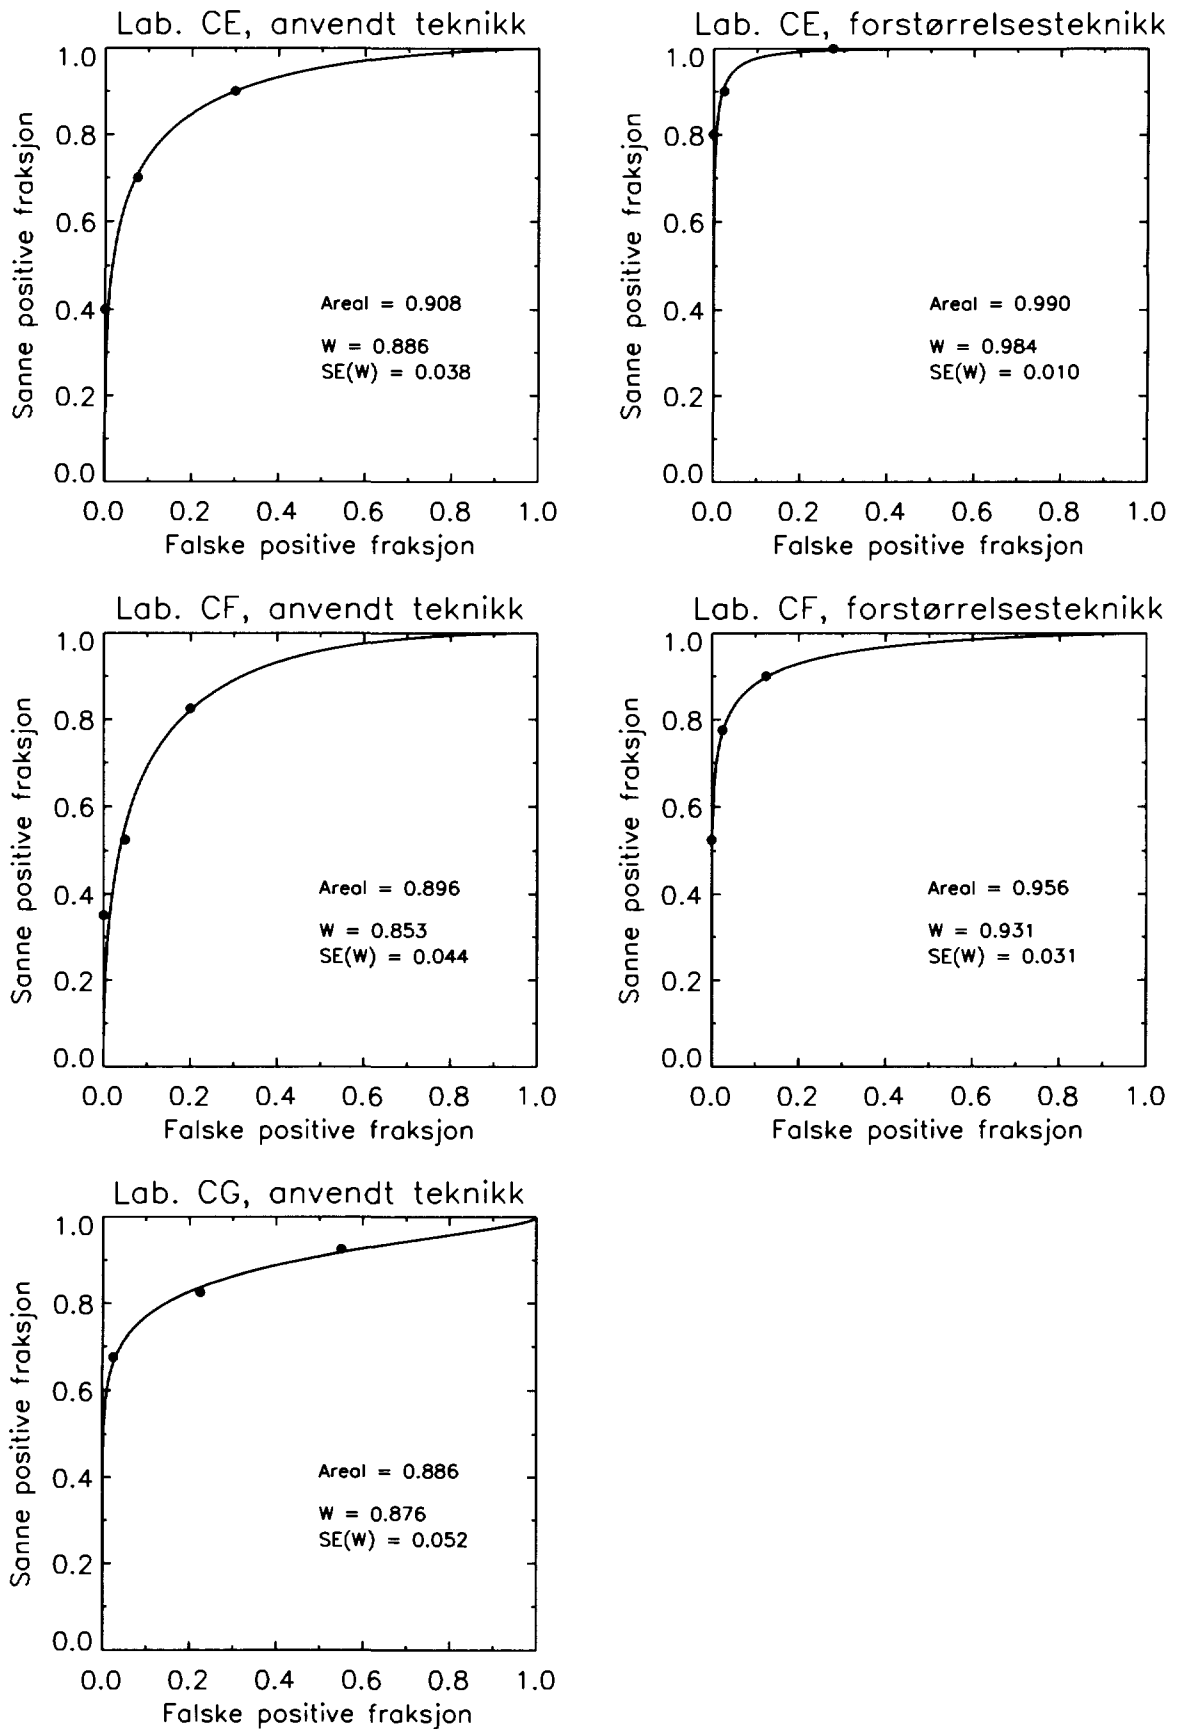 Lab. CE, anvendt teknikk
Sanne positive fraksjon
1.0
0.8
0.6
0.4
0.2
0.0
Areal = 0.908
W = 0.886
SE(W) = 0.038
0.0 0.2 0.4 0.6 0.8 1.0
Falske positive fraksjon
Lab. CE, forstørrelsesteknikk
Sanne positive fraksjon
1.0
0.8
0.6
0.4
0.2
0.0
Areal = 0.990
W = 0.984
SE(W) = 0.010
0.0 0.2 0.4 0.6 0.8 1.0
Falske positive fraksjon
Lab. CF, anvendt teknikk
Sanne positive fraksjon
1.0
0.8
0.6
0.4
0.2
0.0
Areal = 0.896
W = 0.853
SE(W) = 0.044
0.0 0.2 0.4 0.6 0.8 1.0
Falske positive fraksjon
Lab. CF, forstørrelsesteknikk
Sanne positive fraksjon
1.0
0.8
0.6
0.4
0.2
0.0
Areal = 0.956
W = 0.931
SE(W) = 0.031
0.0 0.2 0.4 0.6 0.8 1.0
Falske positive fraksjon
Lab. CG, anvendt teknikk
Sanne positive fraksjon
1.0
0.8
0.6
0.4
0.2
0.0
Areal = 0.886
W = 0.876
SE(W) = 0.052
0.0 0.2 0.4 0.6 0.8 1.0
Falske positive fraksjon